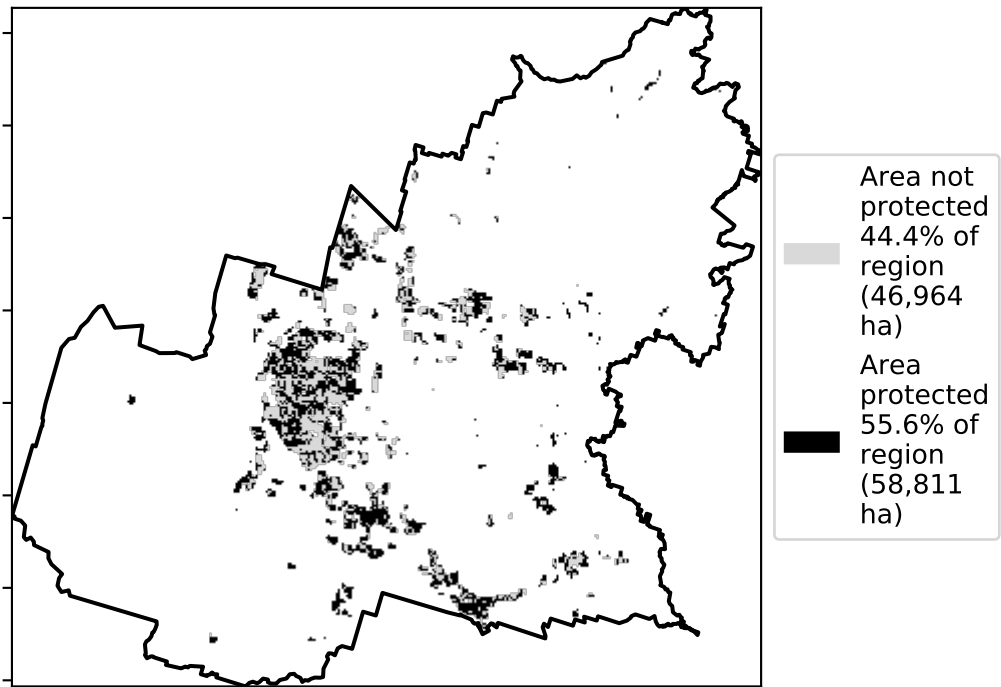 Area not
protected
44.4% of
region
(46,964
ha)
Area
protected
55.6% of
region
(58,811
ha)